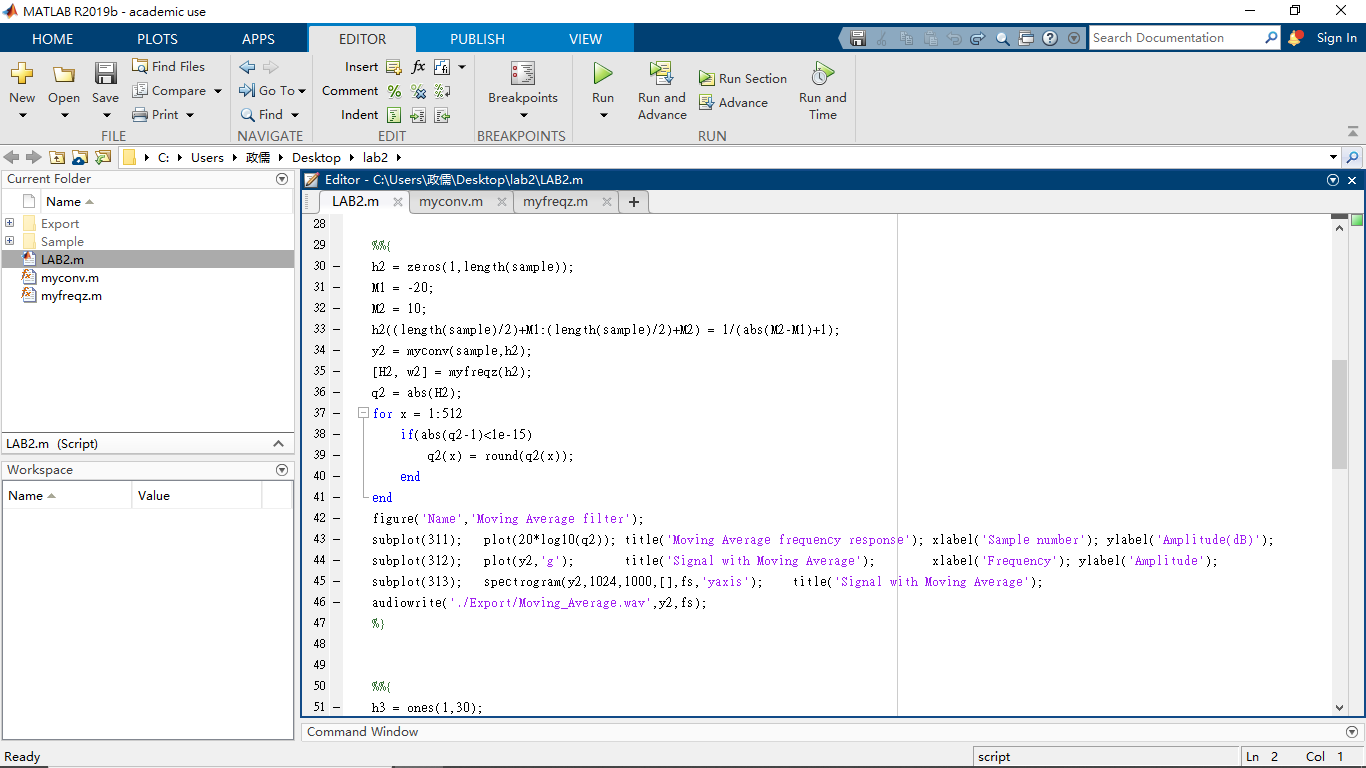 MATLAB R2019b - academic use
HOME PLOTS APPS EDITOR PUBLISH VIEW Search Documentation Sign In
New Open Save Find Files Compare Print
Insert fx
Comment
Indent
Go To Find
Breakpoints
Run Run and Advance Run Section Advance Run and Time
FILE NAVIGATE EDIT BREAKPOINTS RUN
C: Users 政儒 Desktop lab2
Current Folder
Name
Export
Sample
LAB2.m
myconv.m
myfreqz.m
LAB2.m (Script)
Workspace
Name Value
Editor - C:\Users\政儒\Desktop\lab2\LAB2.m
LAB2.m myconv.m myfreqz.m +
28
29 %%{
30 – h2 = zeros(1,length(sample));
31 – M1 = -20;
32 – M2 = 10;
33 – h2((length(sample)/2)+M1:(length(sample)/2)+M2) = 1/(abs(M2-M1)+1);
34 – y2 = myconv(sample,h2);
35 – [H2, w2] = myfreqz(h2);
36 – q2 = abs(H2);
37 – for x = 1:512
38 – if(abs(q2-1)<1e-15)
39 – q2(x) = round(q2(x));
40 – end
41 – end
42 – figure('Name','Moving Average filter');
43 – subplot(311); plot(20*log10(q2)); title('Moving Average frequency response'); xlabel('Sample number'); ylabel('Amplitude(dB)');
44 – subplot(312); plot(y2,'g'); title('Signal with Moving Average'); xlabel('Frequency'); ylabel('Amplitude');
45 – subplot(313); spectrogram(y2,1024,1000,[],fs,'yaxis'); title('Signal with Moving Average');
46 – audiowrite('./Export/Moving_Average.wav',y2,fs);
47 %}
48
49
50 %%{
51 – h3 = ones(1,30);
Command Window
Ready script Ln 2 Col 1